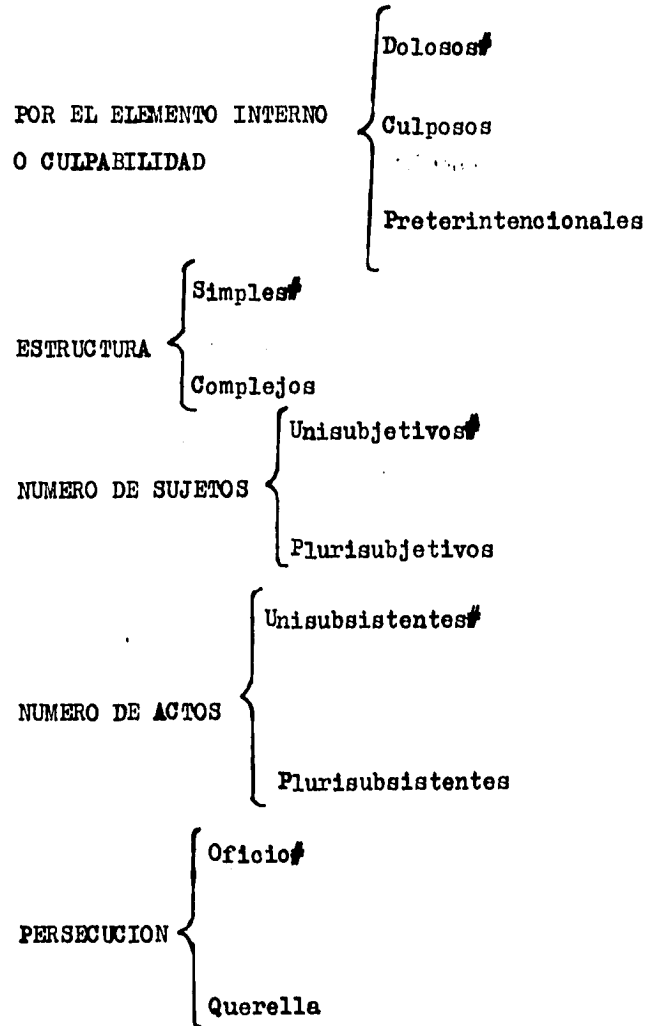 Dolosos#
POR EL ELEMENTO INTERNO
O CULPABILIDAD
Culposos
Preterintencionales
Simples#
ESTRUCTURA
Complejos
Unisubjetivos#
NUMERO DE SUJETOS
Plurisubjetivos
Unisubsistentes#
NUMERO DE ACTOS
Plurisubsistentes
Oficio#
PERSECUCION
Querella